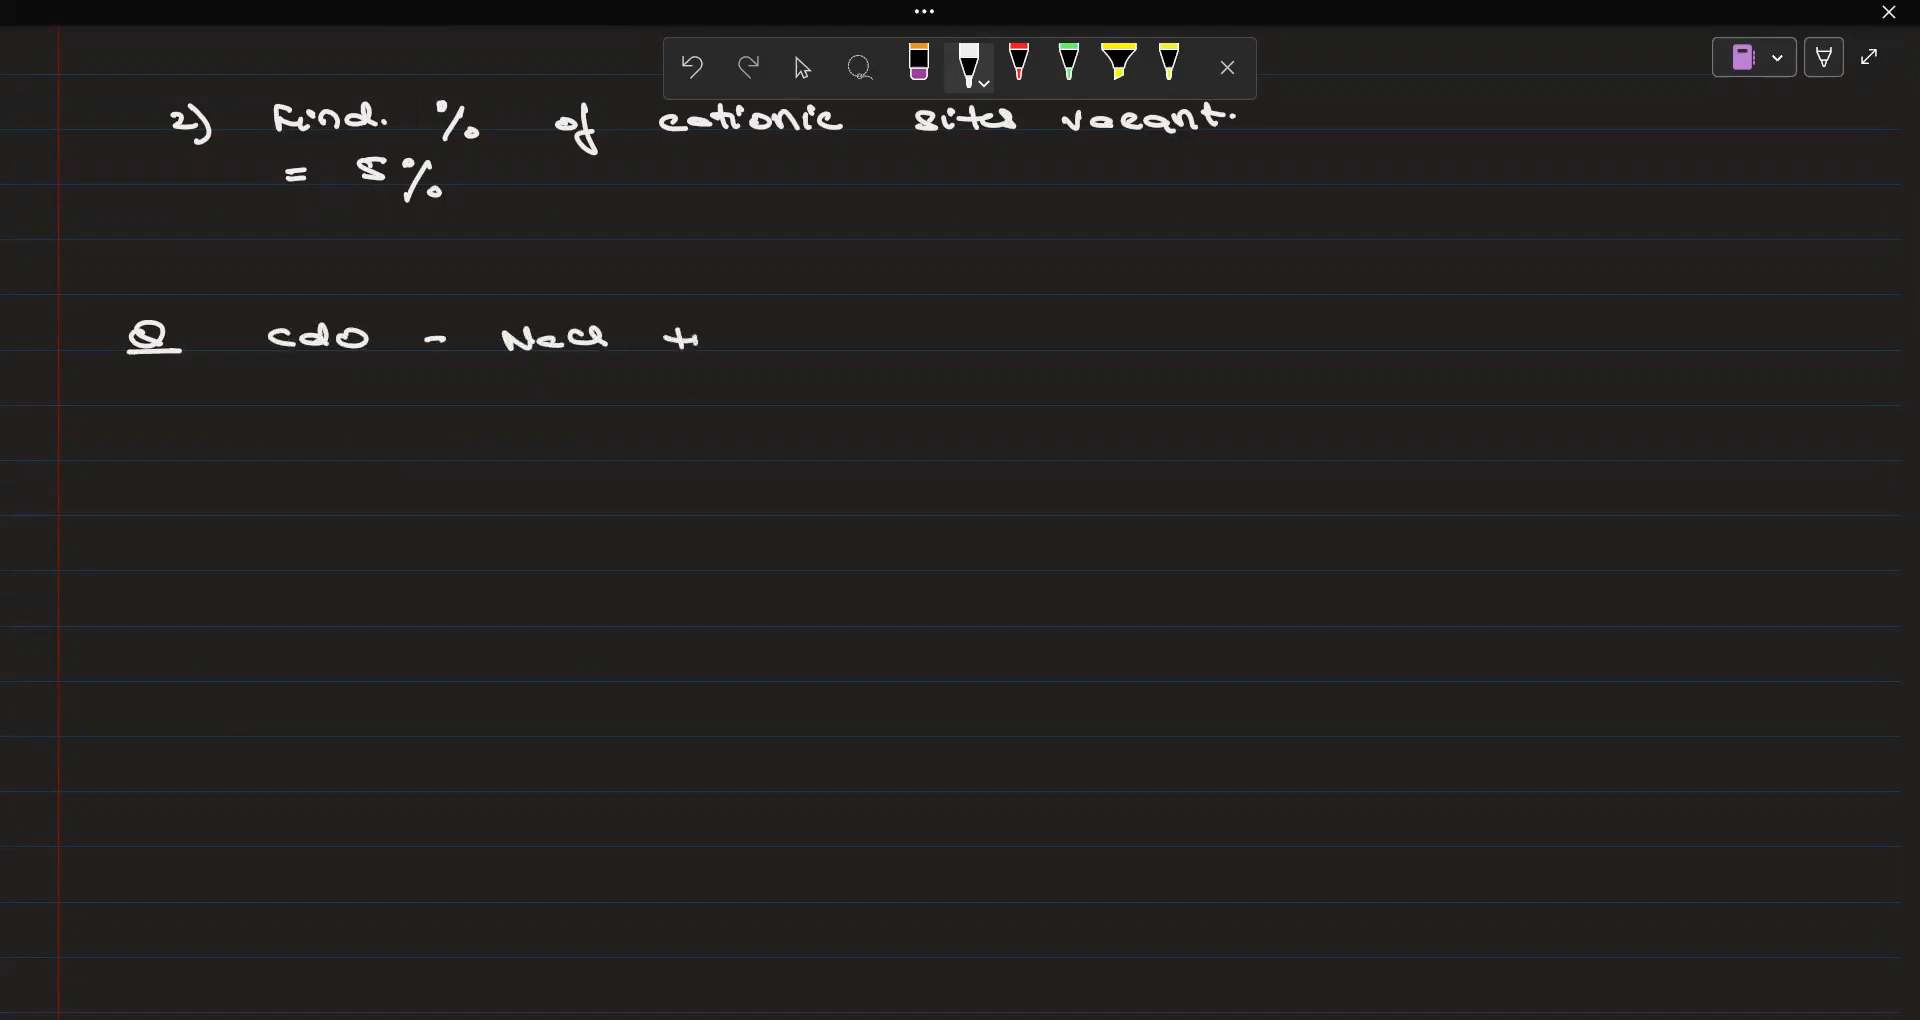 2) Find. % of cationic sites vacant.
= 5%
Q CdO - NaCl